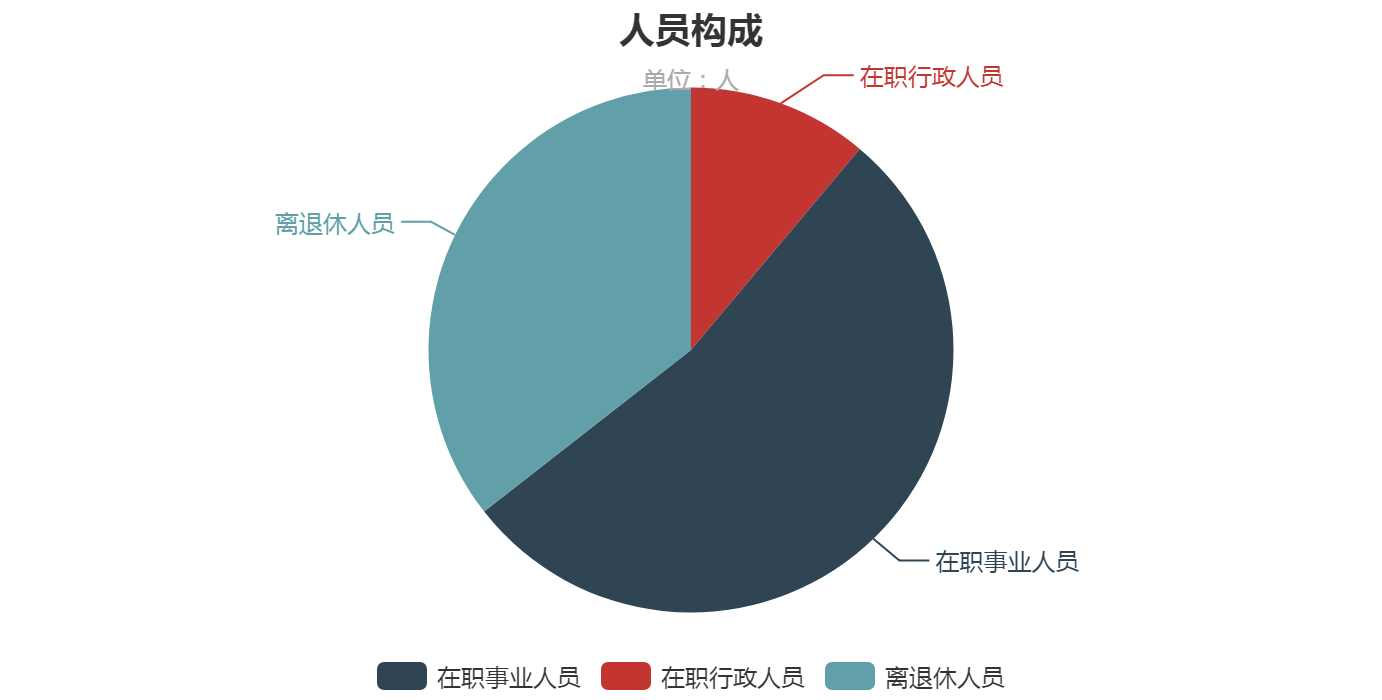 人员构成
单位：人
在职行政人员
离退休人员
在职事业人员
在职事业人员 在职行政人员 离退休人员